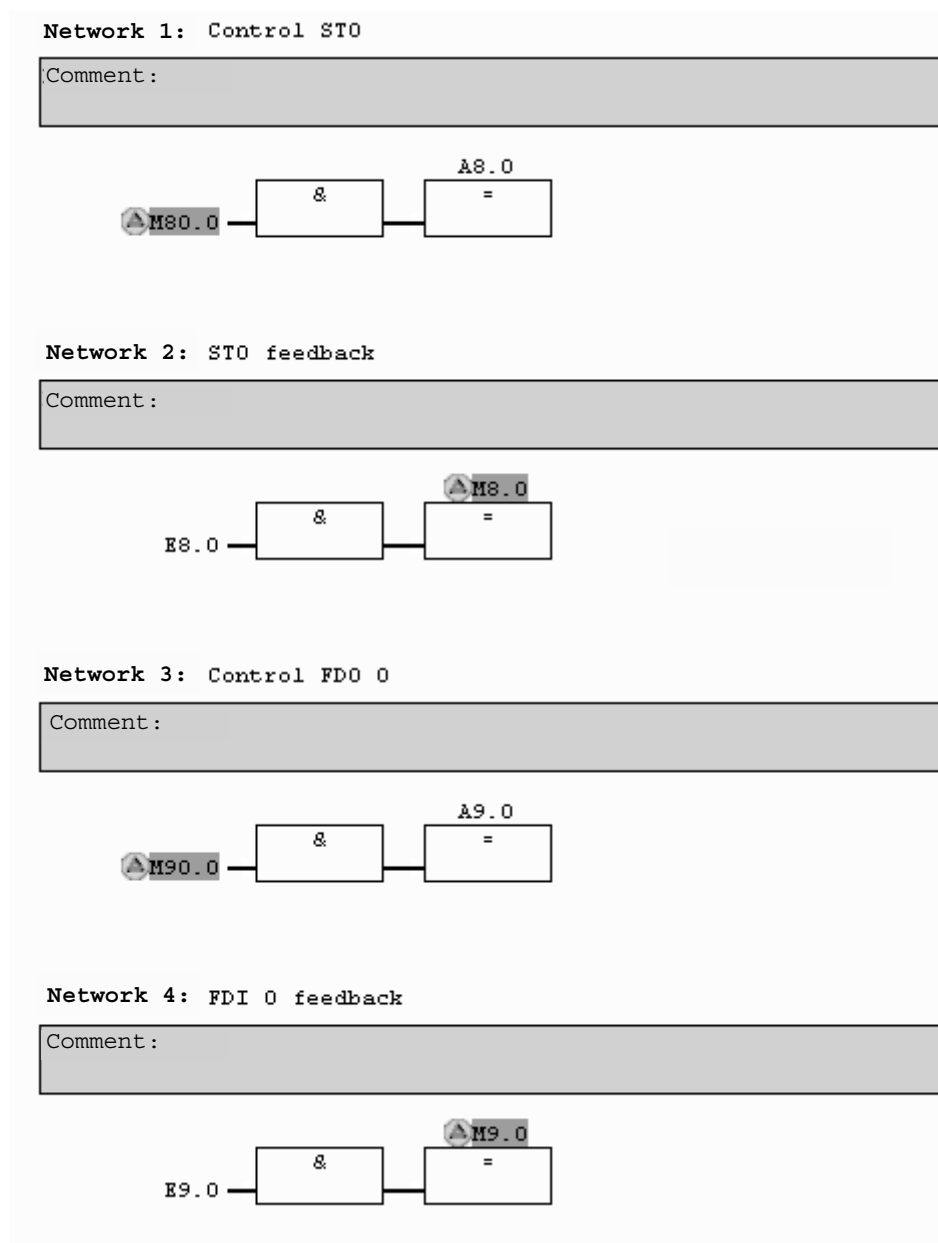 Network 1: Control STO
Comment:
A8.0
&
=
M80.0
Network 2: STO feedback
Comment:
M8.0
&
=
E8.0
Network 3: Control FDO 0
Comment:
A9.0
&
=
M90.0
Network 4: FDI 0 feedback
Comment:
M9.0
&
=
E9.0